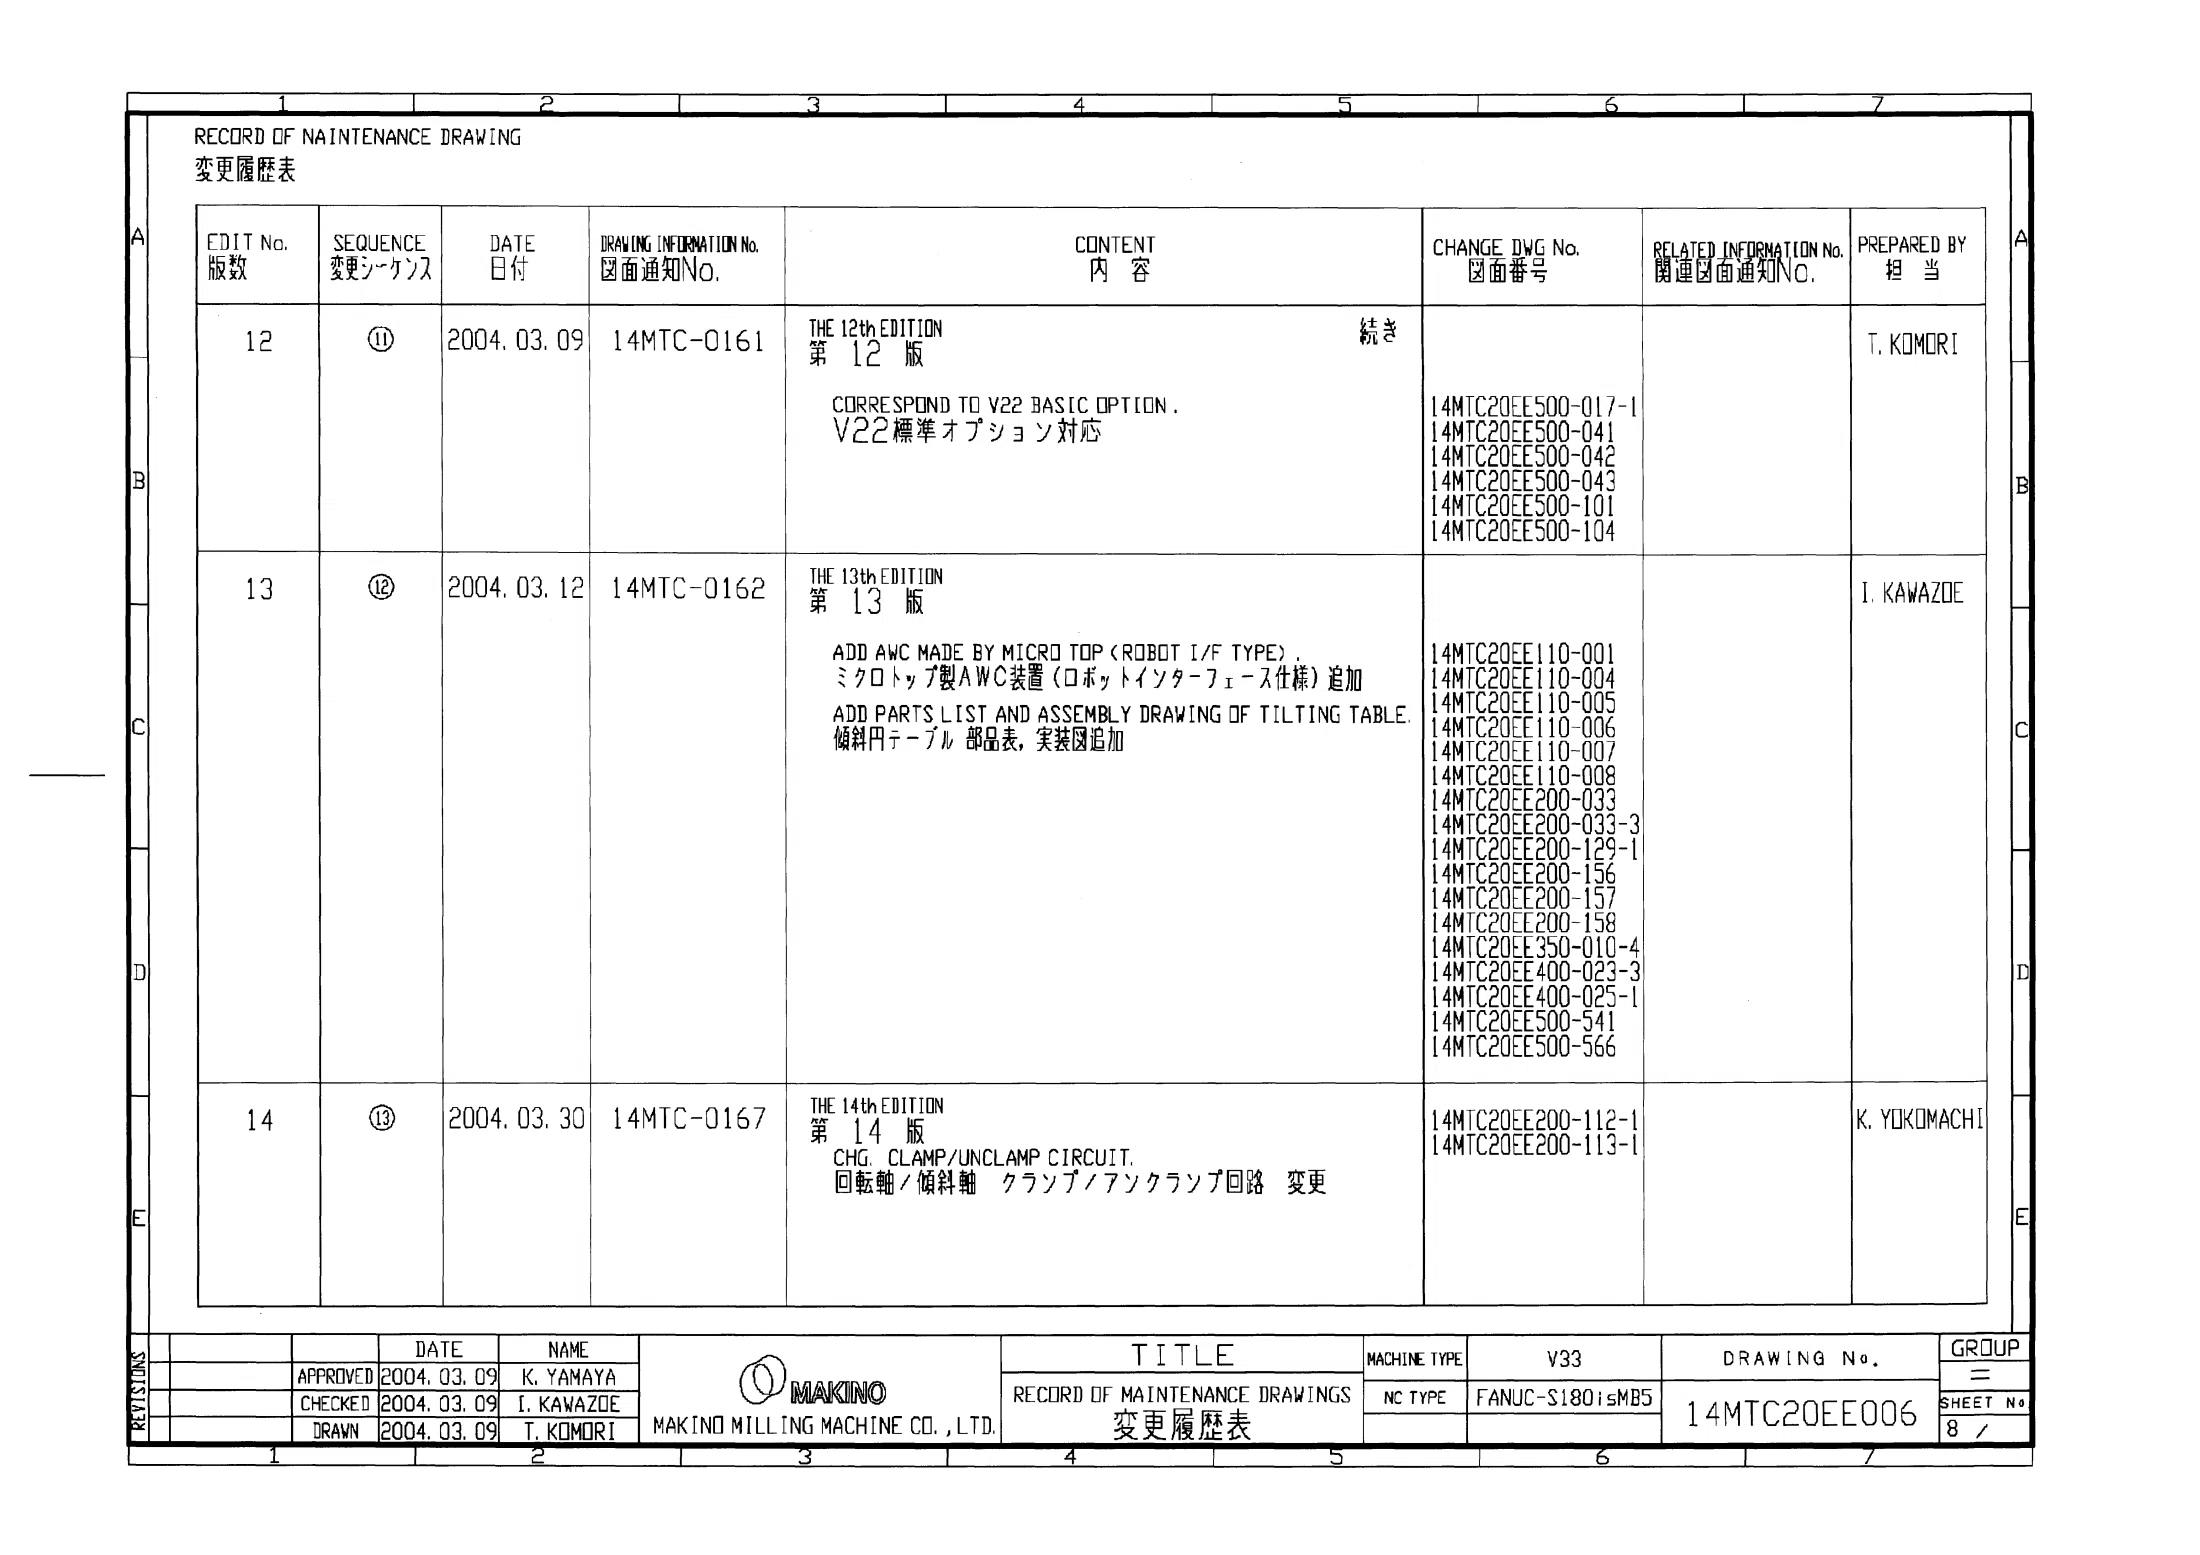 1 2 3 4 5 6 7
RECORD OF NAINTENANCE DRAWING
変更履歴表
A A
EDIT No. SEQUENCE DATE DRAWING INFORMATION No. CONTENT CHANGE DWG No. RELATED INFORMATION No. PREPARED BY
版数 変更シーケンス 日付 図面通知No. 内 容 図面番号 関連図面通知No. 担 当
12 ⑪ 2004. 03. 09 14MTC-0161 THE 12th EDITION 続き T. KOMORI
第 12 版
CORRESPOND TO V22 BASIC OPTION. 14MTC20EE500-017-1
V22標準オプション対応 14MTC20EE500-041
14MTC20EE500-042
B 14MTC20EE500-043 B
14MTC20EE500-101
14MTC20EE500-104
13 ⑫ 2004. 03. 12 14MTC-0162 THE 13th EDITION I. KAWAZOE
第 13 版
ADD AWC MADE BY MICRO TOP (ROBOT I/F TYPE). 14MTC20EE110-001
ミクロトップ製AWC装置(ロボットインターフェース仕様)追加 14MTC20EE110-004
14MTC20EE110-005
ADD PARTS LIST AND ASSEMBLY DRAWING OF TILTING TABLE. 14MTC20EE110-006
C 傾斜円テーブル 部品表, 実装図追加 14MTC20EE110-007 C
14MTC20EE110-008
14MTC20EE200-033
14MTC20EE200-033-3
14MTC20EE200-129-1
14MTC20EE200-156
14MTC20EE200-157
14MTC20EE200-158
14MTC20EE350-010-4
D 14MTC20EE400-023-3 D
14MTC20EE400-025-1
14MTC20EE500-541
14MTC20EE500-566
14 ⑬ 2004. 03. 30 14MTC-0167 THE 14th EDITION 14MTC20EE200-112-1 K. YOKOMACHI
第 14 版 14MTC20EE200-113-1
CHG. CLAMP/UNCLAMP CIRCUIT.
回転軸/傾斜軸 クランプ/アンクランプ回路 変更
E E
REVISIONS
DATE NAME
APPROVED 2004. 03. 09 K. YAMAYA
CHECKED 2004. 03. 09 I. KAWAZOE
DRAWN 2004. 03. 09 T. KOMORI
MAKINO
MAKINO MILLING MACHINE CO.,LTD.
TITLE
RECORD OF MAINTENANCE DRAWINGS
変更履歴表
MACHINE TYPE V33
NC TYPE FANUC-S180isMB5
DRAWING No.
14MTC20EE006
GROUP
=
SHEET No.
8 /
1 2 3 4 5 6 7